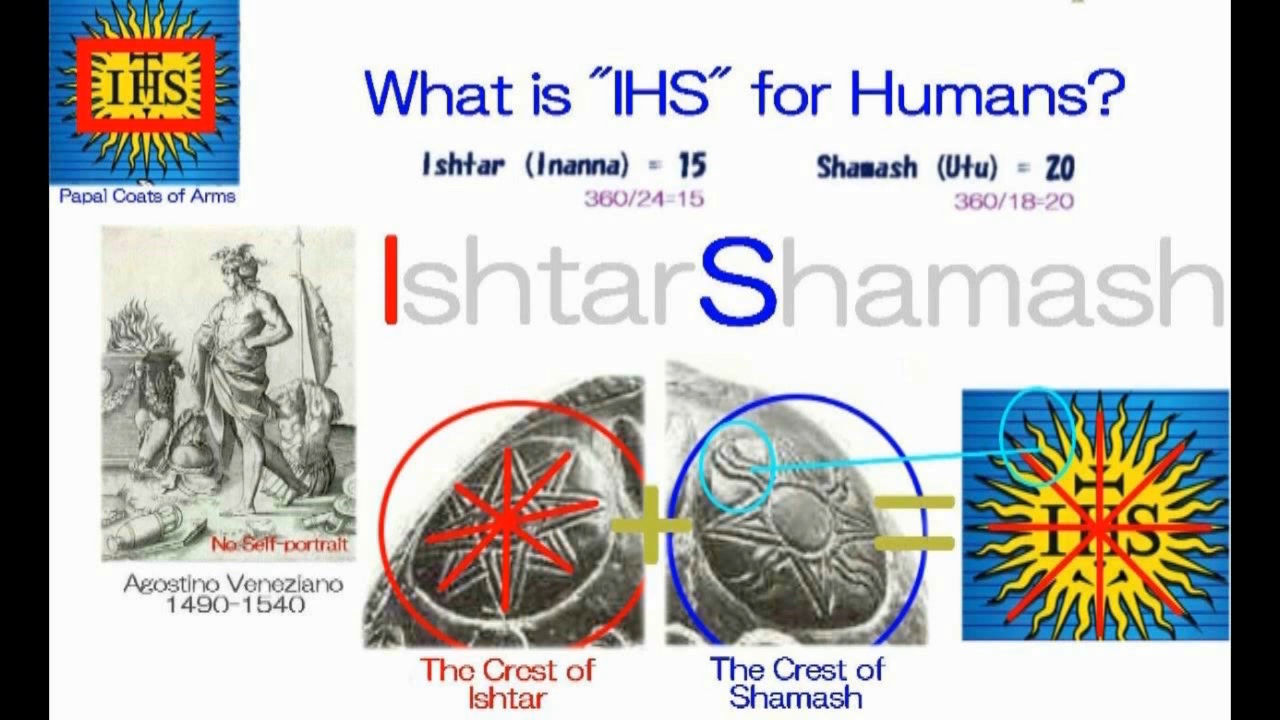 IHS
Papal Coats of Arms
What is "IHS" for Humans?
Ishtar (Inanna) = 15
360/24=15
Shamash (Utu) = 20
360/18=20
IshtarShamash
No Self-portrait
Agostino Veneziano
1490-1540
+
=
IHS
The Crest of
Ishtar
The Crest of
Shamash